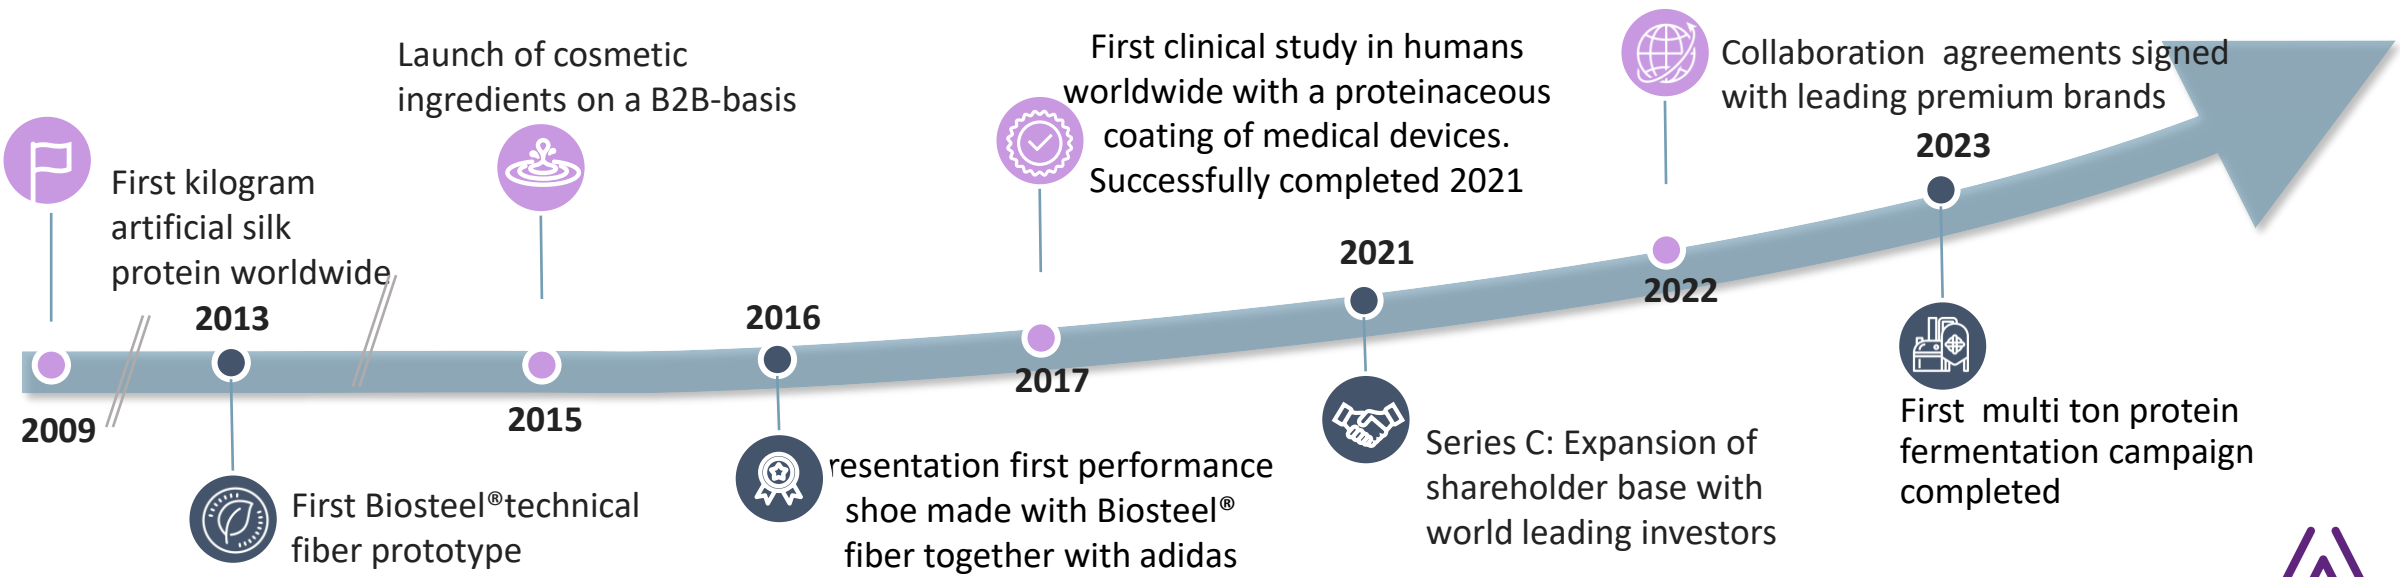 2009
First kilogram
artificial silk
protein worldwide
2013
First Biosteel®technical
fiber prototype
Launch of cosmetic
ingredients on a B2B-basis
2015
2016
resentation first performance
shoe made with Biosteel®
fiber together with adidas
First clinical study in humans
worldwide with a proteinaceous
coating of medical devices.
Successfully completed 2021
2017
2021
Series C: Expansion of
shareholder base with
world leading investors
Collaboration agreements signed
with leading premium brands
2022
2023
First multi ton protein
fermentation campaign
completed